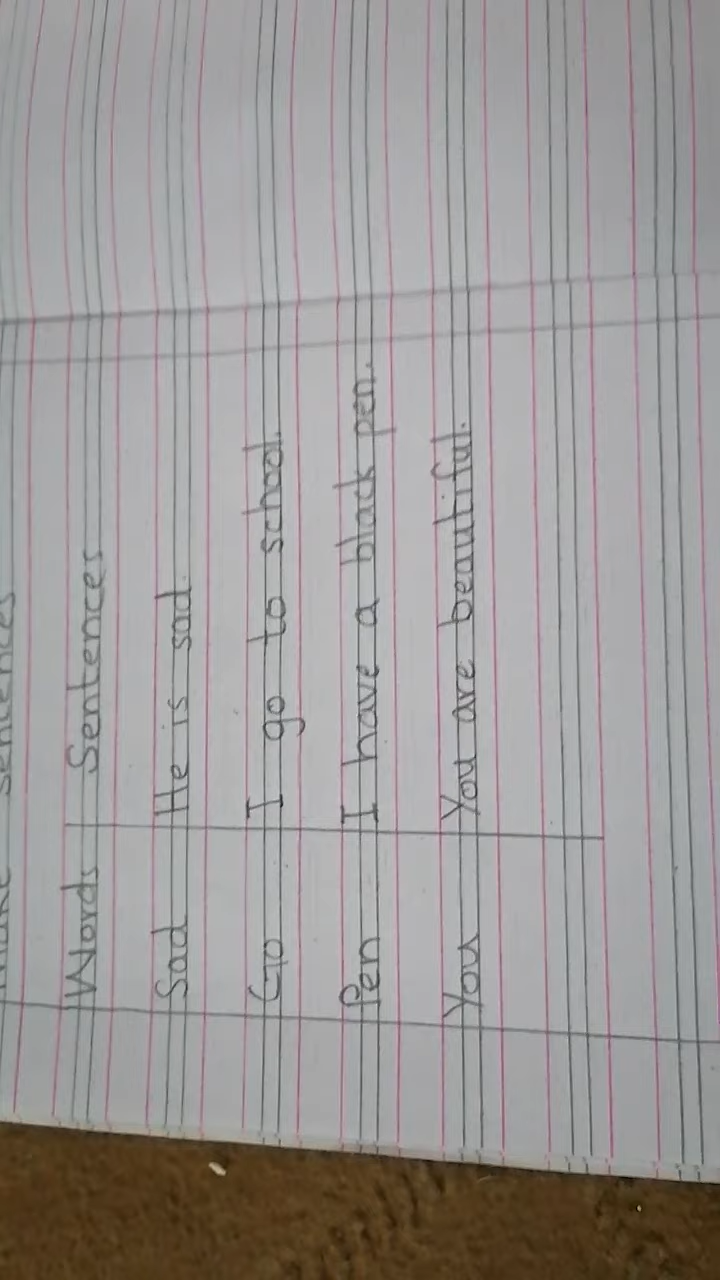 Make Sentences
Words Sentences
Sad He is sad.
Go I go to school.
Pen I have a black pen.
You You are beautiful.